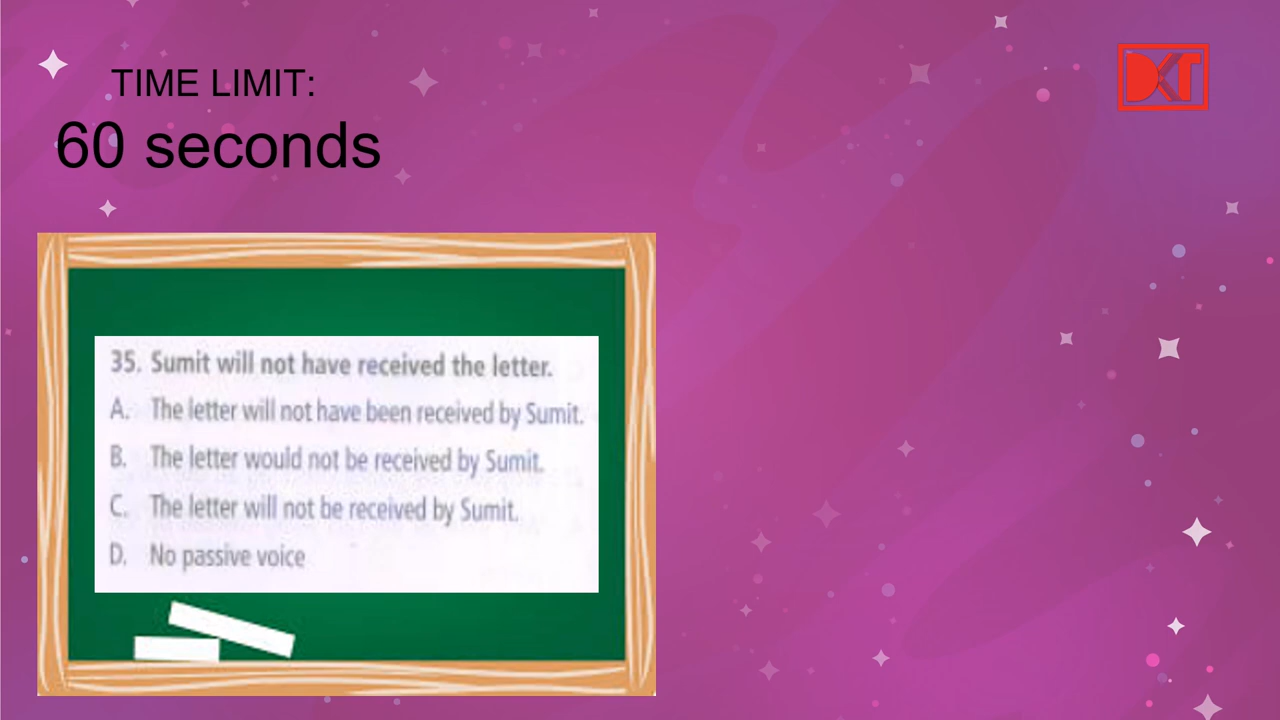 TIME LIMIT:
60 seconds
DKT
35. Sumit will not have received the letter.
A. The letter will not have been received by Sumit.
B. The letter would not be received by Sumit.
C. The letter will not be received by Sumit.
D. No passive voice